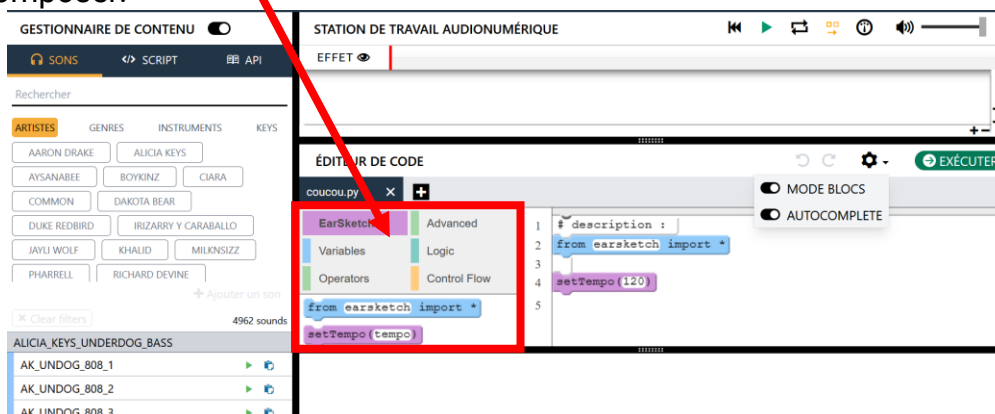 GESTIONNAIRE DE CONTENU
SONS </> SCRIPT API
Rechercher
ARTISTES GENRES INSTRUMENTS KEYS
AARON DRAKE ALICIA KEYS
AYSANABEE BOYKINZ CIARA
COMMON DAKOTA BEAR
DUKE REDBIRD IRIZARRY Y CARABALLO
JAYLI WOLF KHALID MILKNSIZZ
PHARRELL RICHARD DEVINE
+ Ajouter un son
× Clear filters 4962 sounds
ALICIA_KEYS_UNDERDOG_BASS
AK_UNDOG_808_1
AK_UNDOG_808_2
AK_UNDOG_808_3
STATION DE TRAVAIL AUDIONUMÉRIQUE
EFFET
+ -
ÉDITEUR DE CODE EXÉCUTER
MODE BLOCS
AUTOCOMPLETE
coucou.py × +
EarSketch Advanced
Variables Logic
Operators Control Flow
from earsketch import *
setTempo(tempo)
1 # description :
2 from earsketch import *
3
4 setTempo(120)
5